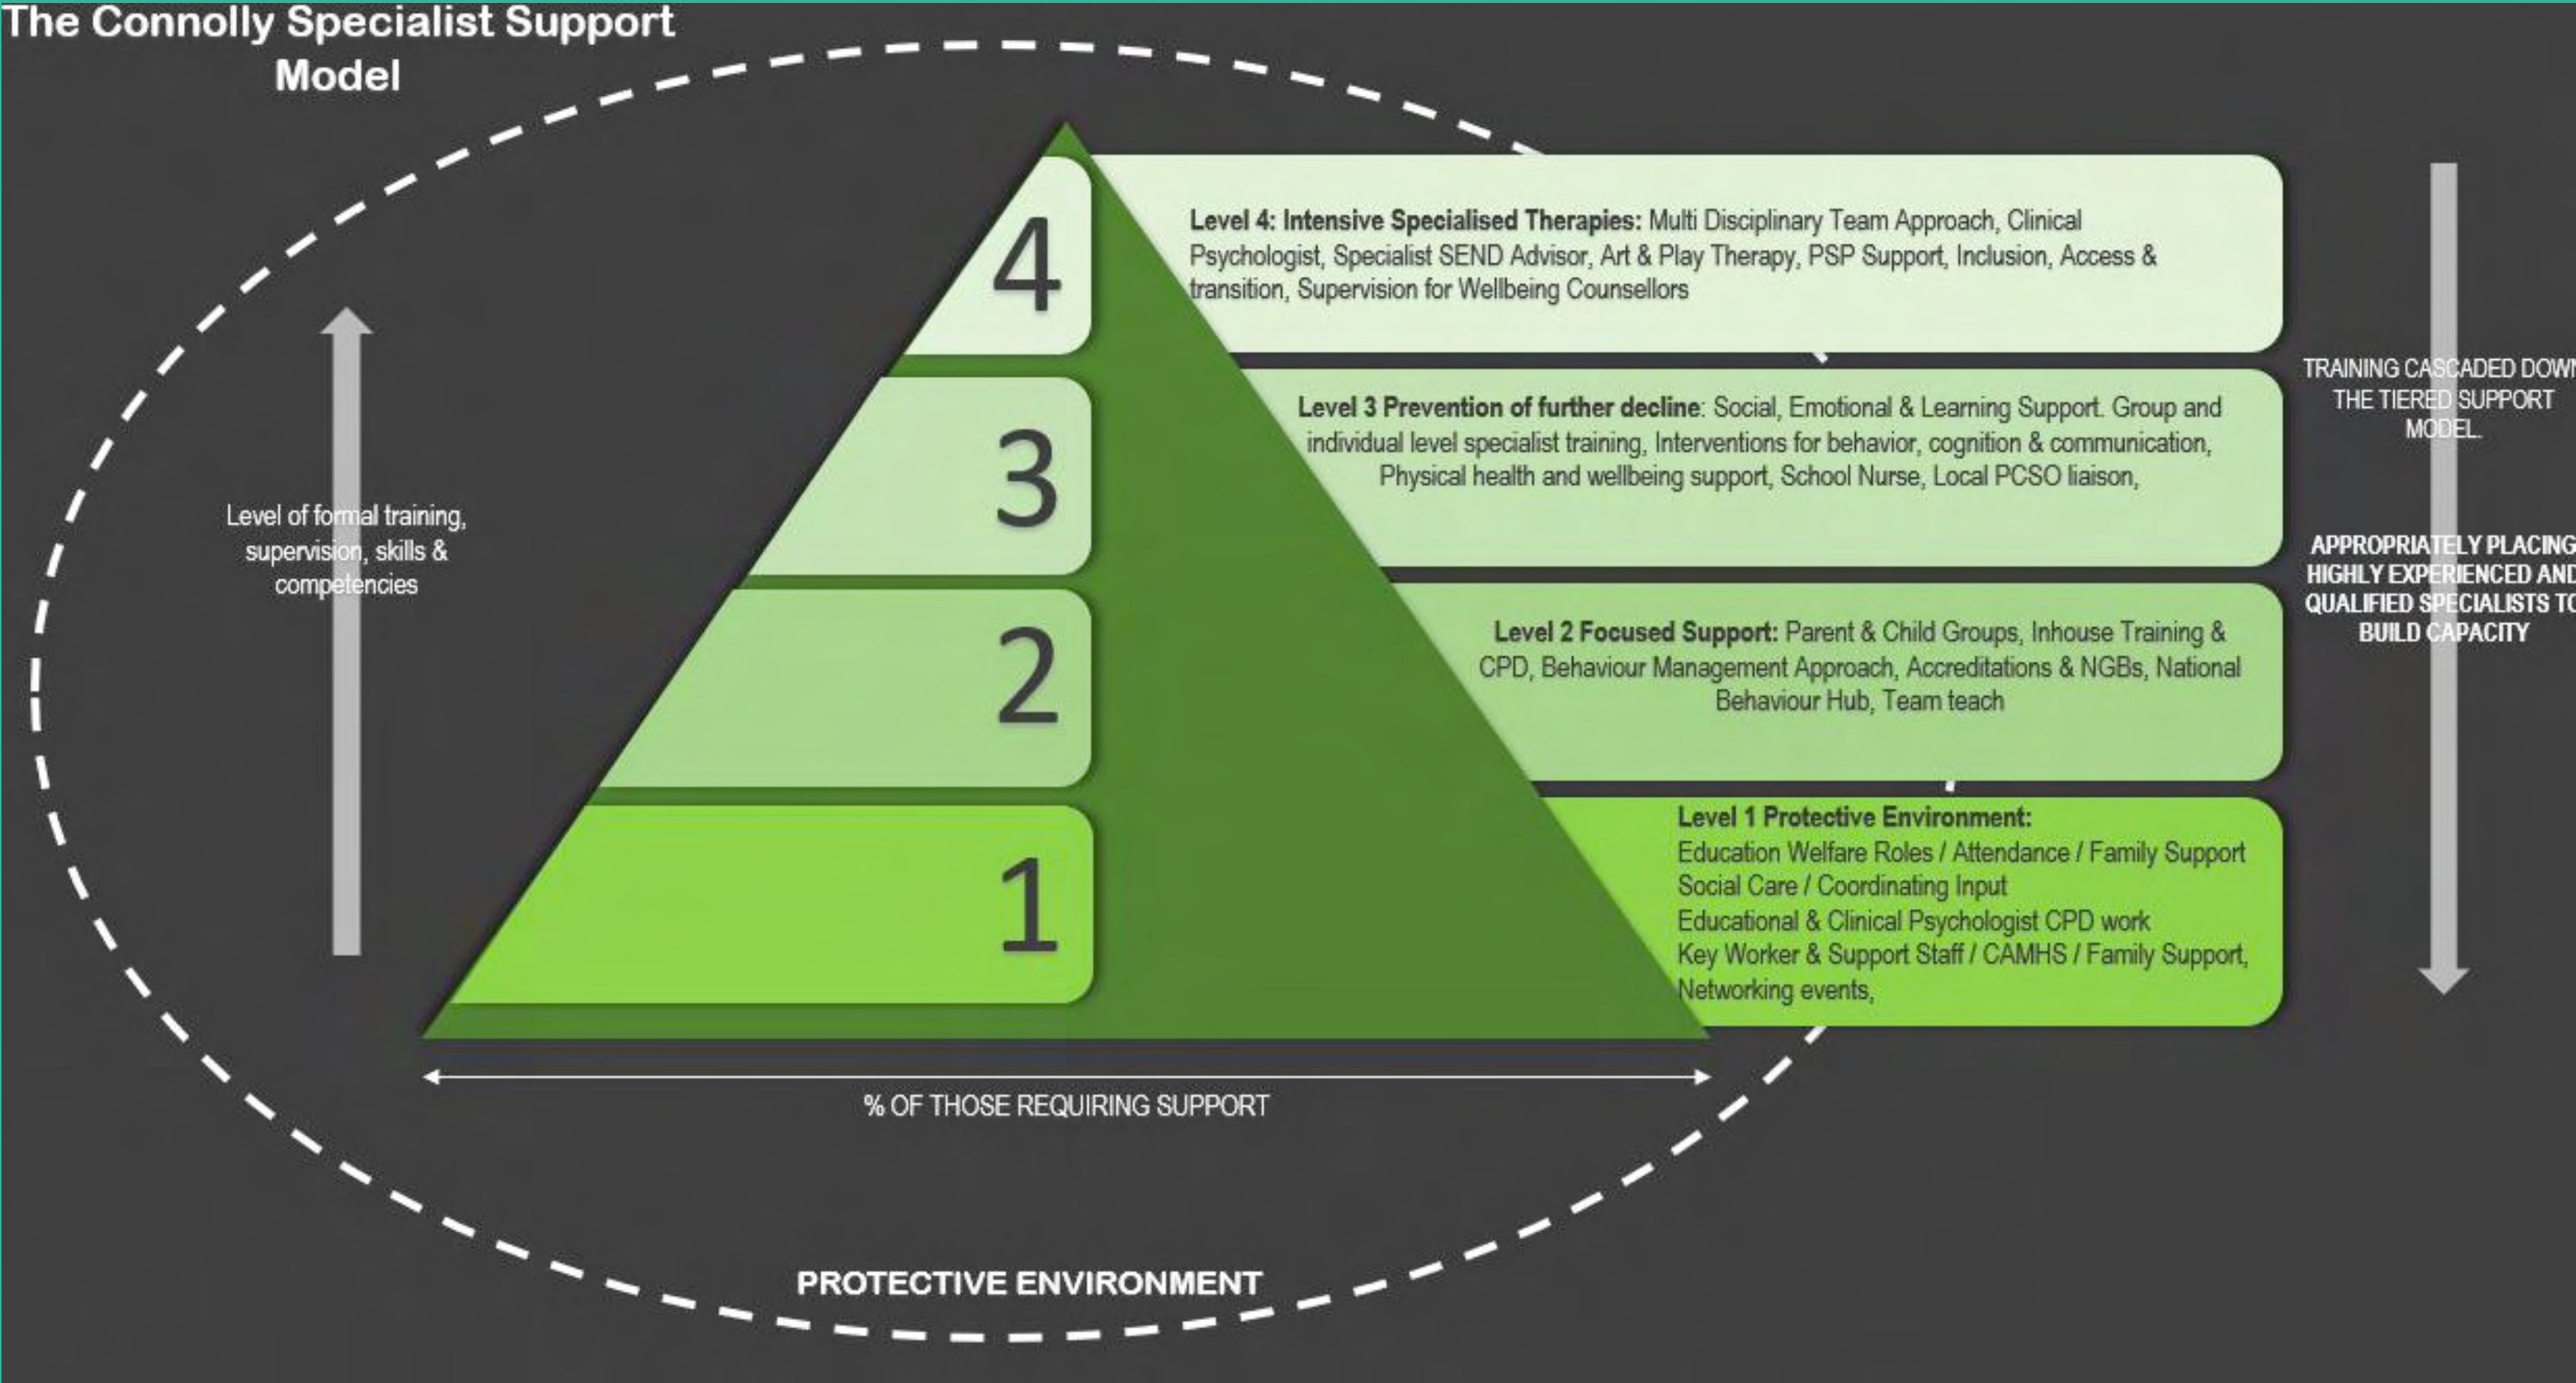 The Connolly Specialist Support
Model
4
Level 4: Intensive Specialised Therapies: Multi Disciplinary Team Approach, Clinical
Psychologist, Specialist SEND Advisor, Art & Play Therapy, PSP Support, Inclusion, Access &
transition, Supervision for Wellbeing Counsellors
3
Level 3 Prevention of further decline: Social, Emotional & Learning Support. Group and
individual level specialist training, Interventions for behavior, cognition & communication,
Physical health and wellbeing support, School Nurse, Local PCSO liaison,
2
Level 2 Focused Support: Parent & Child Groups, Inhouse Training &
CPD, Behaviour Management Approach, Accreditations & NGBs, National
Behaviour Hub, Team teach
1
Level 1 Protective Environment:
Education Welfare Roles / Attendance / Family Support
Social Care / Coordinating Input
Educational & Clinical Psychologist CPD work
Key Worker & Support Staff / CAMHS / Family Support,
Networking events,
Level of formal training,
supervision, skills &
competencies
TRAINING CASCADED DOWN
THE TIERED SUPPORT
MODEL.
APPROPRIATELY PLACING
HIGHLY EXPERIENCED AND
QUALIFIED SPECIALISTS TO
BUILD CAPACITY
% OF THOSE REQUIRING SUPPORT
PROTECTIVE ENVIRONMENT